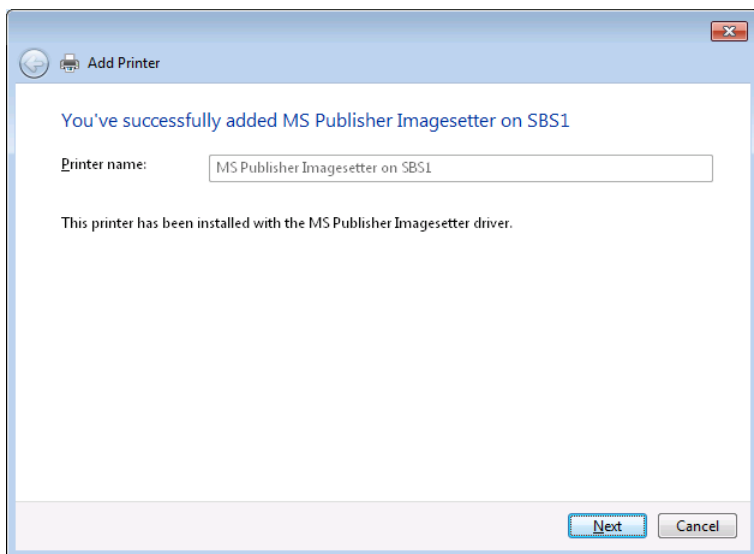 Add Printer
You've successfully added MS Publisher Imagesetter on SBS1
Printer name:
MS Publisher Imagesetter on SBS1
This printer has been installed with the MS Publisher Imagesetter driver.
Next
Cancel